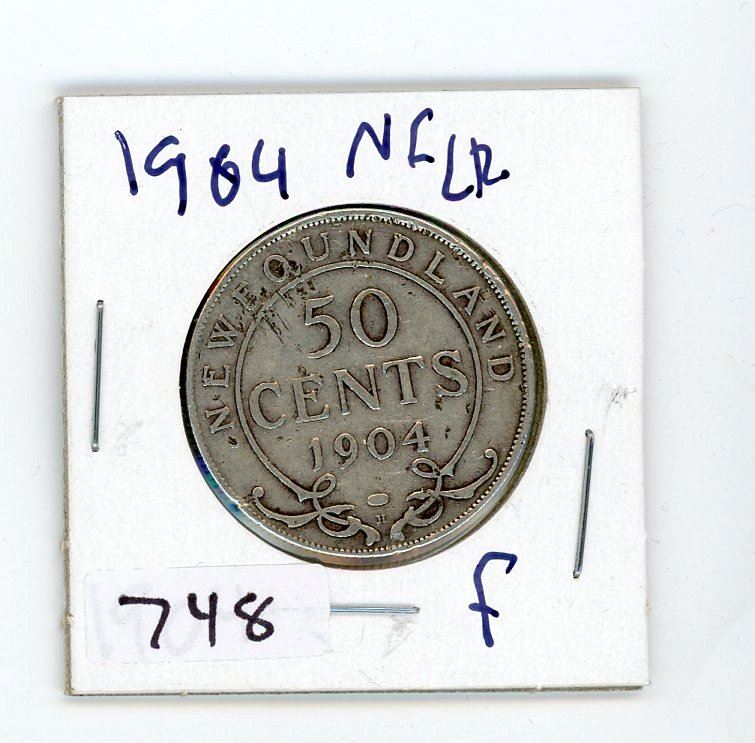 1904 NFLD
NEWFOUNDLAND
50
CENTS
1904
H
748
F